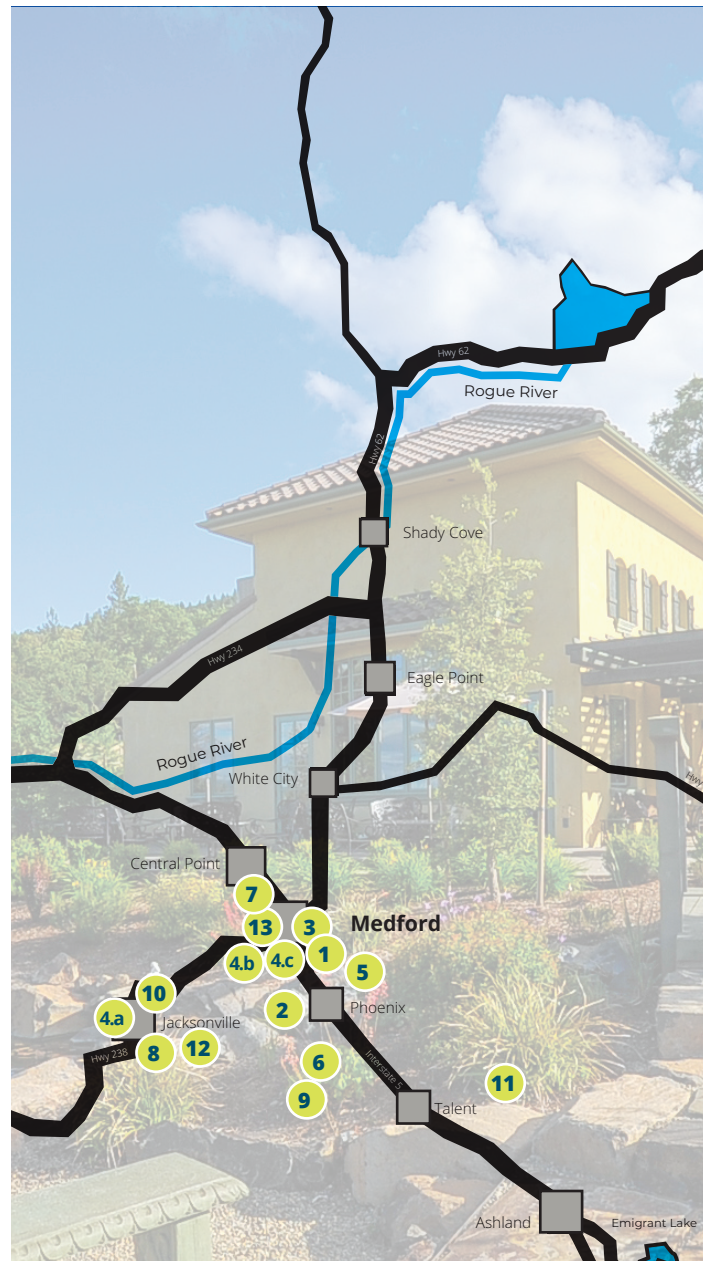 Hwy 62
Rogue River
Hwy 62
Shady Cove
Hwy 234
Eagle Point
Rogue River
White City
Hwy
Central Point
7
13
3
Medford
4.b
4.c
1
5
10
4.a
Jacksonville
2
Phoenix
Hwy 238
8
12
6
Interstate 5
9
11
Talent
Ashland
Emigrant Lake